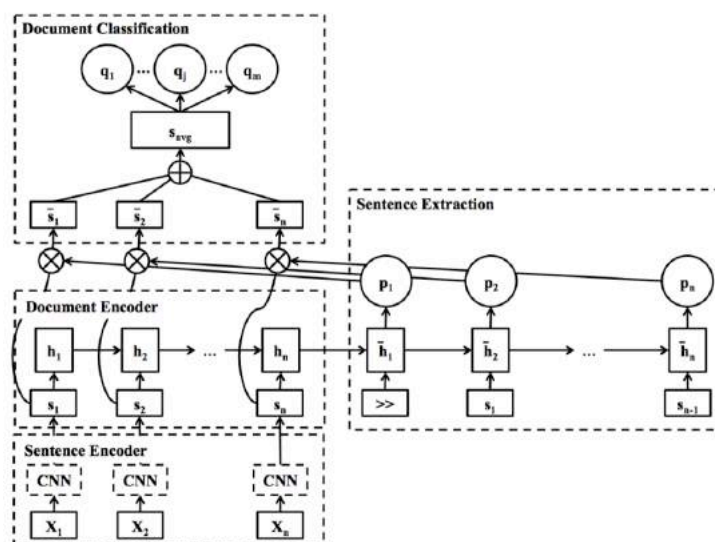 Document Classification
q1 ... qj ... qm
savg
s̄1 s̄2 s̄n
Sentence Extraction
p1 p2 pn
Document Encoder
h1 h2 ... hn h̄1 h̄2 ... h̄n
s1 s2 sn >> s1 sn-1
Sentence Encoder
CNN CNN CNN
X1 X2 Xn